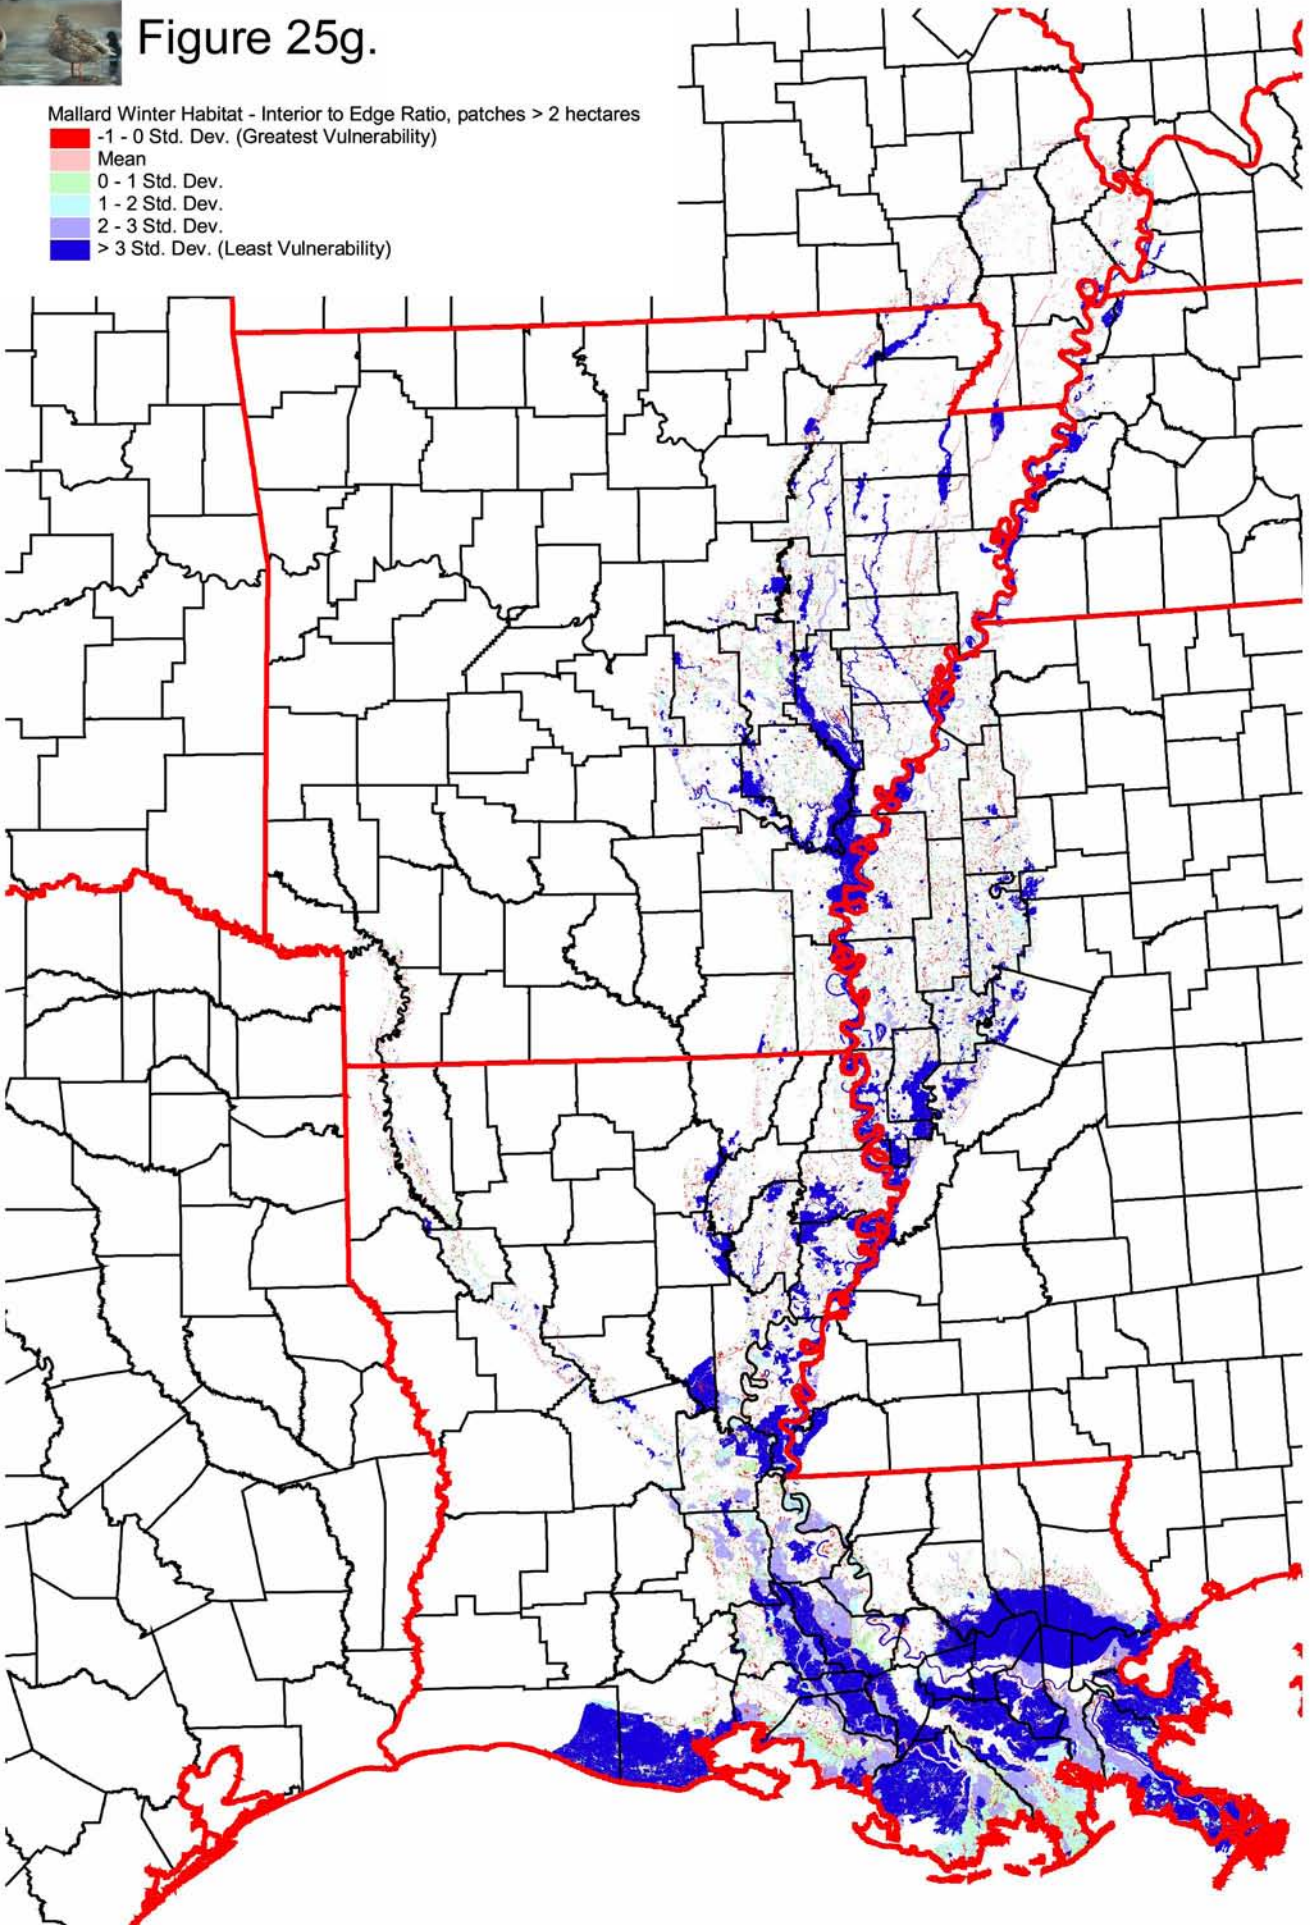 Figure 25g.
Mallard Winter Habitat - Interior to Edge Ratio, patches > 2 hectares
-1 - 0 Std. Dev. (Greatest Vulnerability)
Mean
0 - 1 Std. Dev.
1 - 2 Std. Dev.
2 - 3 Std. Dev.
> 3 Std. Dev. (Least Vulnerability)